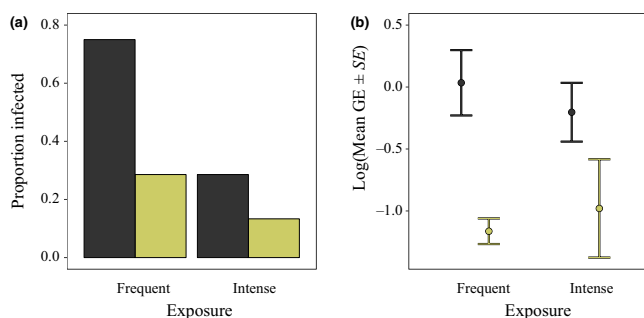 (a)
0.8
0.6
0.4
0.2
0.0
Proportion infected
Frequent Intense
Exposure
(b)
0.5
0.0
−0.5
−1.0
Log(Mean GE ± SE)
Frequent Intense
Exposure